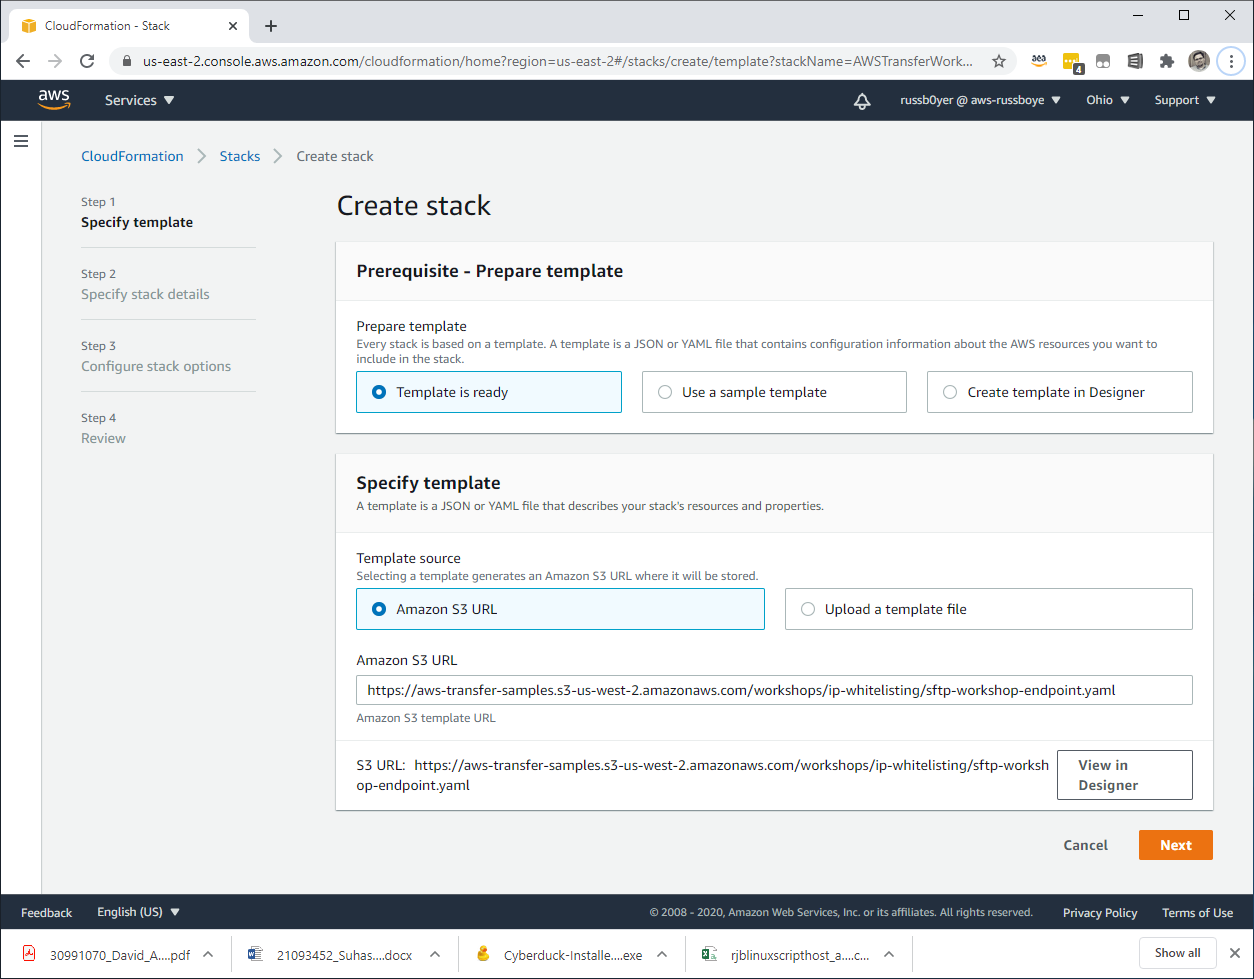 CloudFormation - Stack
us-east-2.console.aws.amazon.com/cloudformation/home?region=us-east-2#/stacks/create/template?stackName=AWSTransferWork...
4
aws
Services
russb0yer @ aws-russboye
Ohio
Support
CloudFormation
Stacks
Create stack
Step 1
Specify template
Step 2
Specify stack details
Step 3
Configure stack options
Step 4
Review
Create stack
Prerequisite - Prepare template
Prepare template
Every stack is based on a template. A template is a JSON or YAML file that contains configuration information about the AWS resources you want to
include in the stack.
Template is ready
Use a sample template
Create template in Designer
Specify template
A template is a JSON or YAML file that describes your stack's resources and properties.
Template source
Selecting a template generates an Amazon S3 URL where it will be stored.
Amazon S3 URL
Upload a template file
Amazon S3 URL
https://aws-transfer-samples.s3-us-west-2.amazonaws.com/workshops/ip-whitelisting/sftp-workshop-endpoint.yaml
Amazon S3 template URL
S3 URL: https://aws-transfer-samples.s3-us-west-2.amazonaws.com/workshops/ip-whitelisting/sftp-worksh
op-endpoint.yaml
View in
Designer
Cancel
Next
Feedback
English (US)
© 2008 - 2020, Amazon Web Services, Inc. or its affiliates. All rights reserved.
Privacy Policy
Terms of Use
30991070_David_A....pdf
21093452_Suhas....docx
Cyberduck-Installe....exe
rjblinuxscripthost_a....c...
Show all